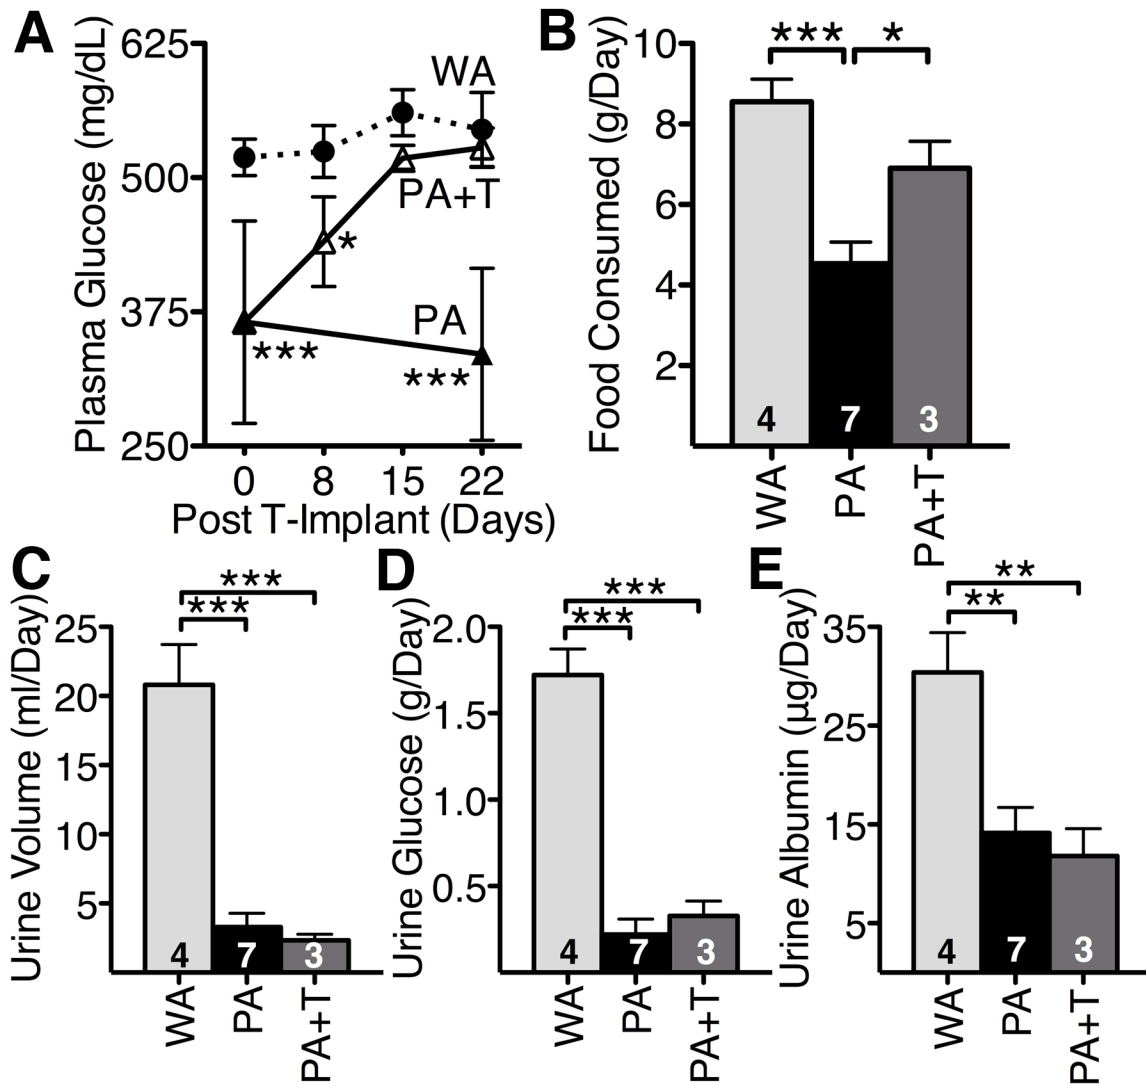 A
Plasma Glucose (mg/dL)
625
500
375
250
WA
PA+T
*
PA
***
***
0 8 15 22
Post T-Implant (Days)
B
Food Consumed (g/Day)
10
8
6
4
2
*** *
4 7 3
WA PA PA+T
C
Urine Volume (ml/Day)
25
20
15
10
5
***
***
4 7 3
WA PA PA+T
D
Urine Glucose (g/Day)
2.0
1.5
1.0
0.5
***
***
4 7 3
WA PA PA+T
E
Urine Albumin (µg/Day)
35
25
15
5
**
**
4 7 3
WA PA PA+T